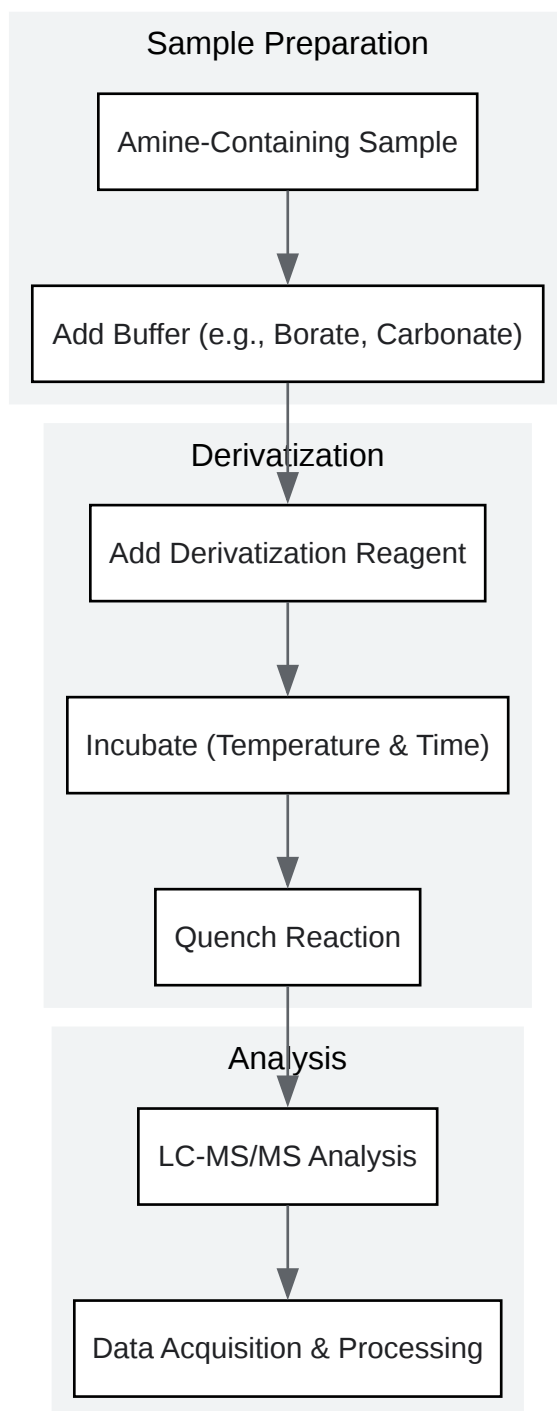 Sample Preparation
Amine-Containing Sample
Add Buffer (e.g., Borate, Carbonate)
Derivatization
Add Derivatization Reagent
Incubate (Temperature & Time)
Quench Reaction
Analysis
LC-MS/MS Analysis
Data Acquisition & Processing